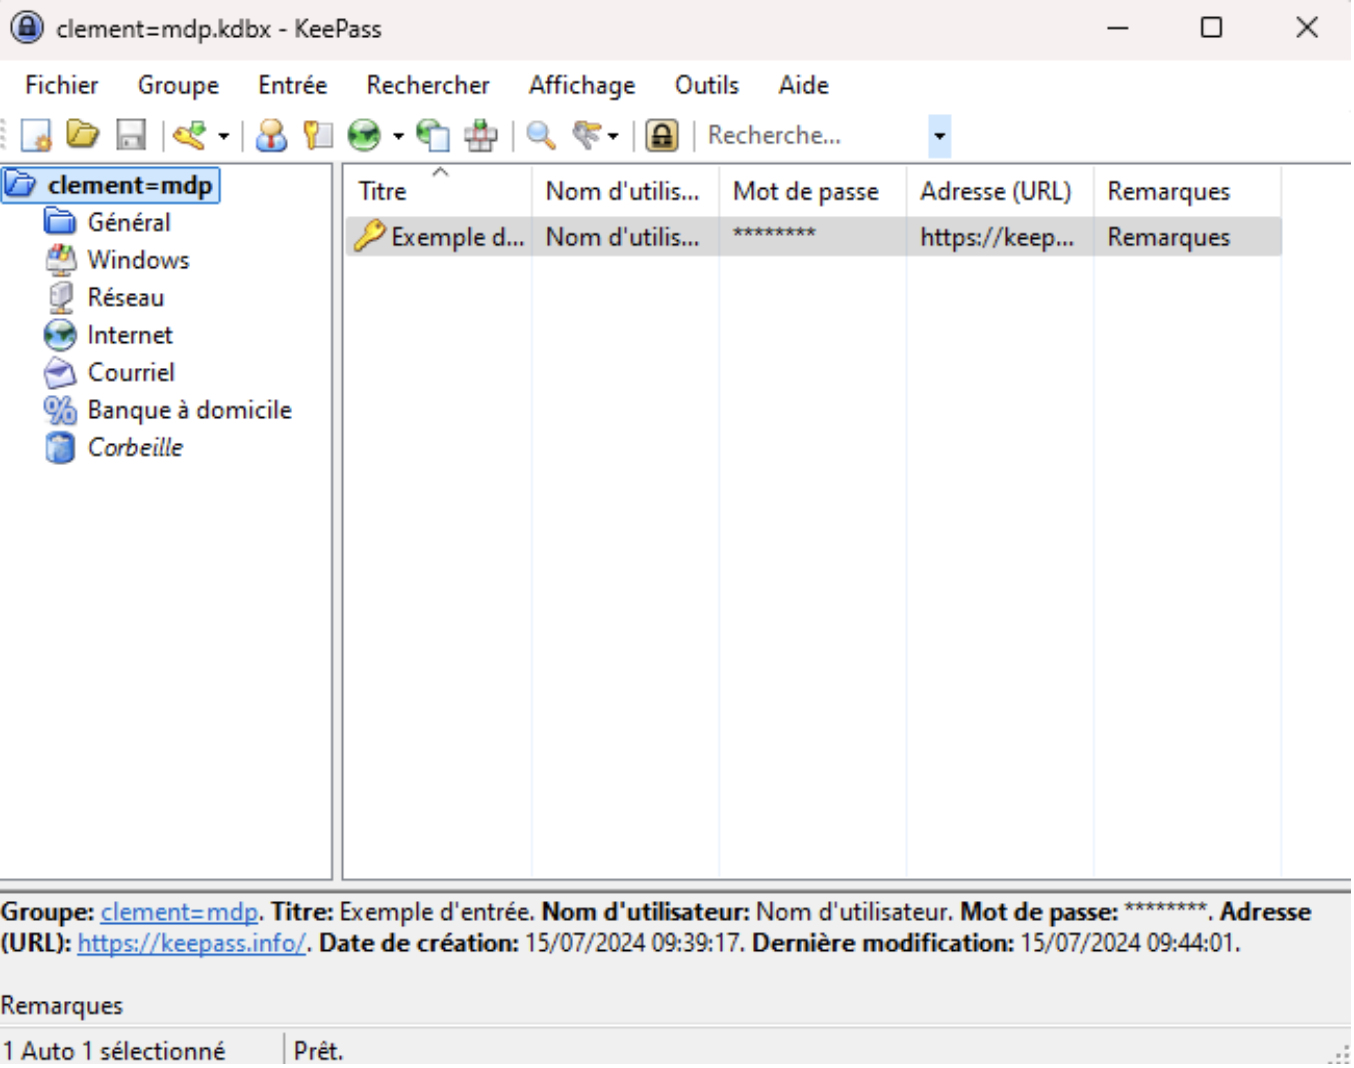 clement=mdp.kdbx - KeePass
Fichier Groupe Entrée Rechercher Affichage Outils Aide
Recherche...
clement=mdp
Général
Windows
Réseau
Internet
Courriel
Banque à domicile
Corbeille
Titre Nom d'utilis... Mot de passe Adresse (URL) Remarques
Exemple d... Nom d'utilis... ******** https://keep... Remarques
Groupe: clement=mdp. Titre: Exemple d'entrée. Nom d'utilisateur: Nom d'utilisateur. Mot de passe: ********. Adresse
(URL): https://keepass.info/. Date de création: 15/07/2024 09:39:17. Dernière modification: 15/07/2024 09:44:01.
Remarques
1 Auto 1 sélectionné Prêt.